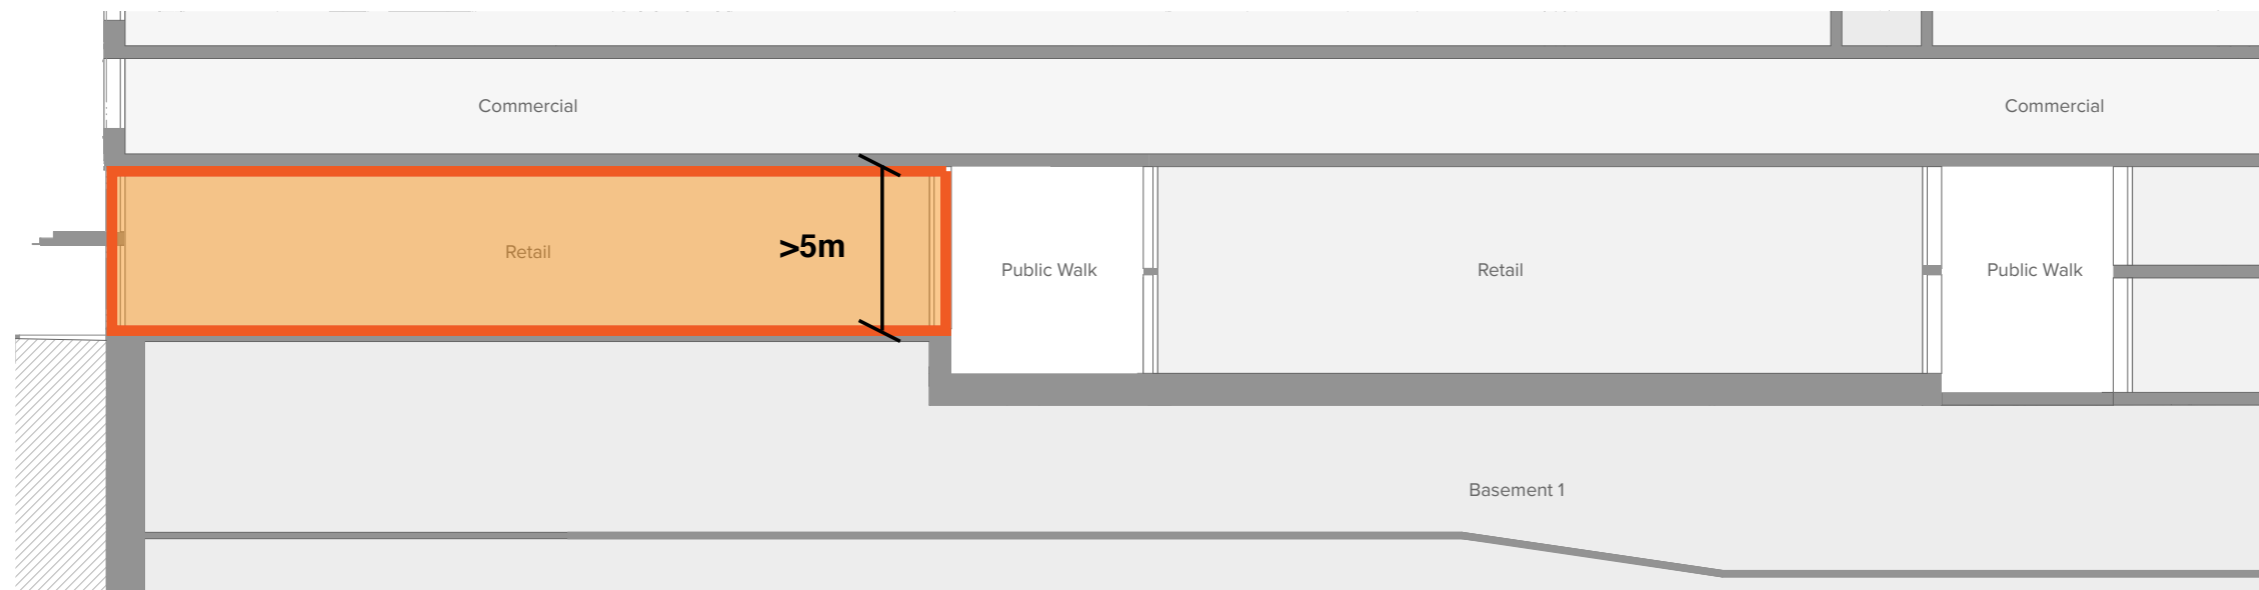 Commercial
Commercial
Retail
>5m
Public Walk
Retail
Public Walk
Basement 1